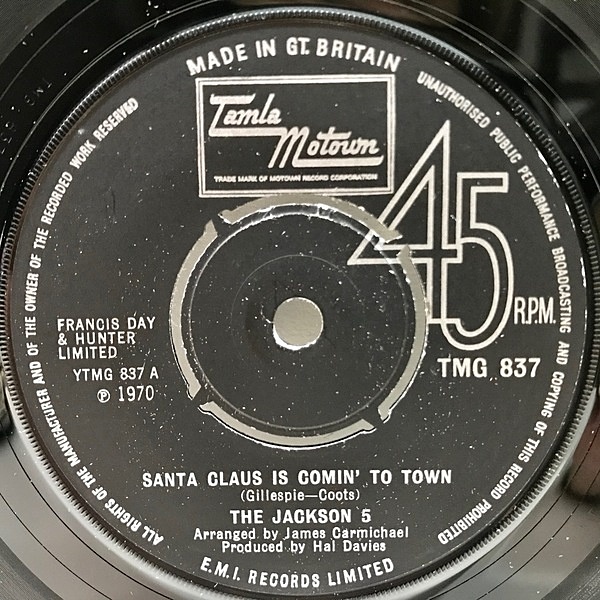 MADE IN GT. BRITAIN
UNAUTHORISED PUBLIC PERFORMANCE BROADCASTING AND COPYING OF THIS RECORD PROHIBITED
ALL RIGHTS OF THE MANUFACTURER AND OF THE OWNER OF THE RECORDED WORK RESERVED
Tamla
Motown
TRADE MARK OF MOTOWN RECORD CORPORATION
45
R.P.M.
TMG 837
FRANCIS DAY
& HUNTER
LIMITED
YTMG 837 A
℗ 1970
SANTA CLAUS IS COMIN' TO TOWN
(Gillespie—Coots)
THE JACKSON 5
Arranged by James Carmichael
Produced by Hal Davies
E.M.I. RECORDS LIMITED